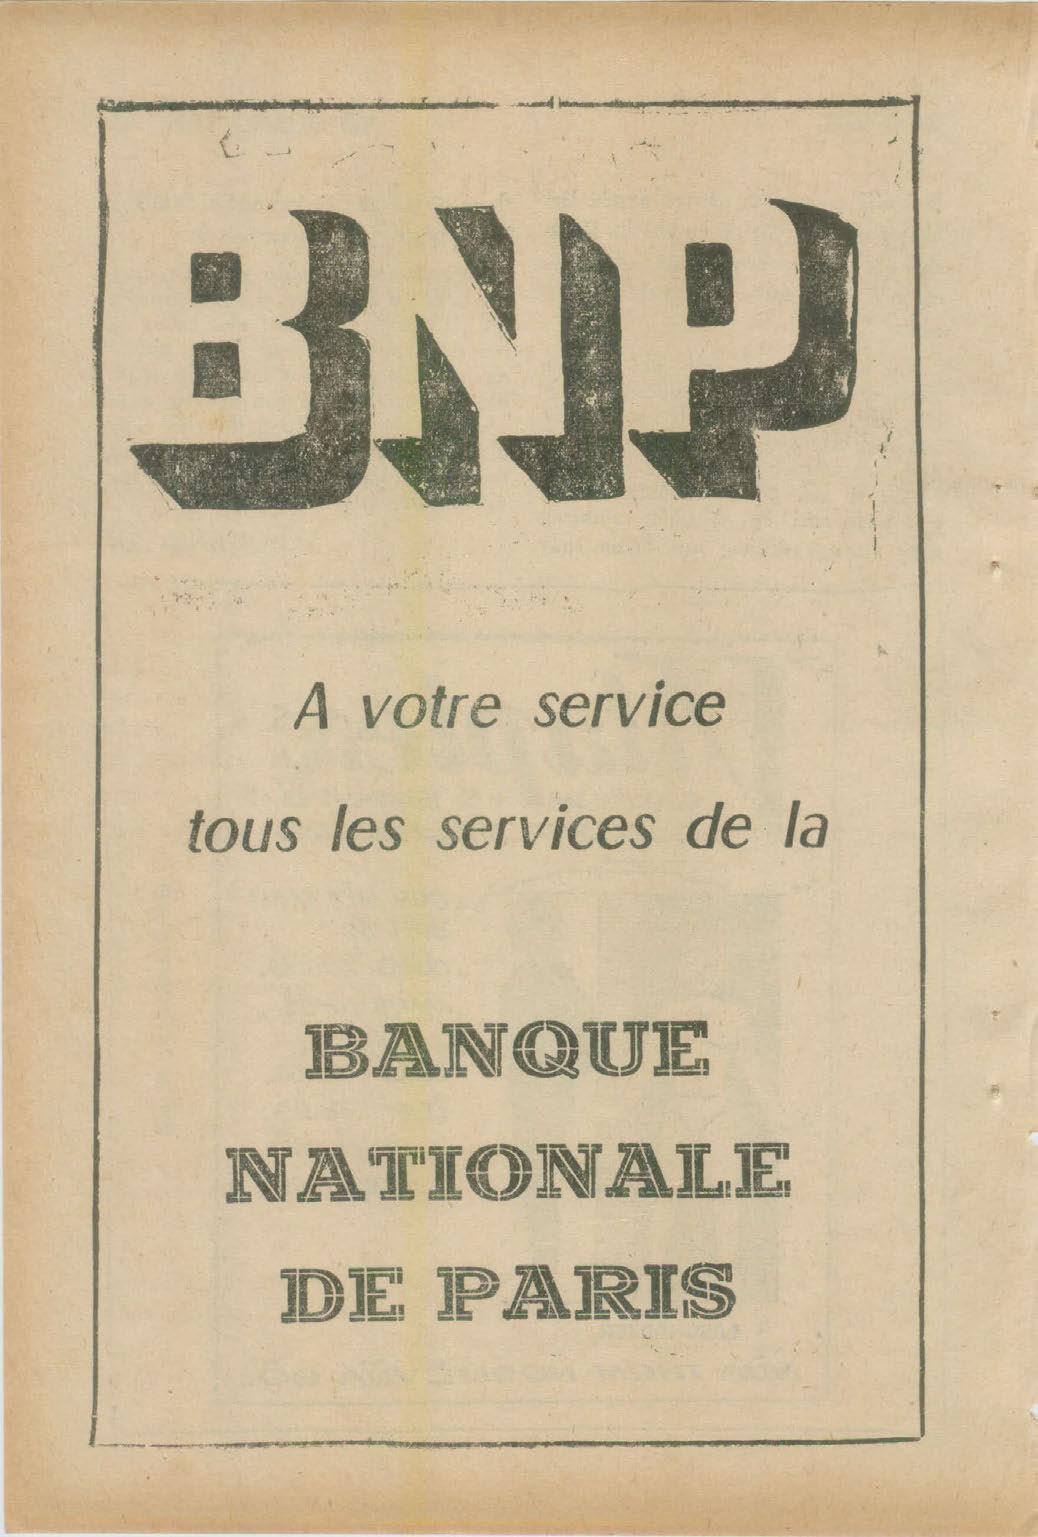 BNP
A votre service
tous les services de la
BANQUE
NATIONALE
DE PARIS